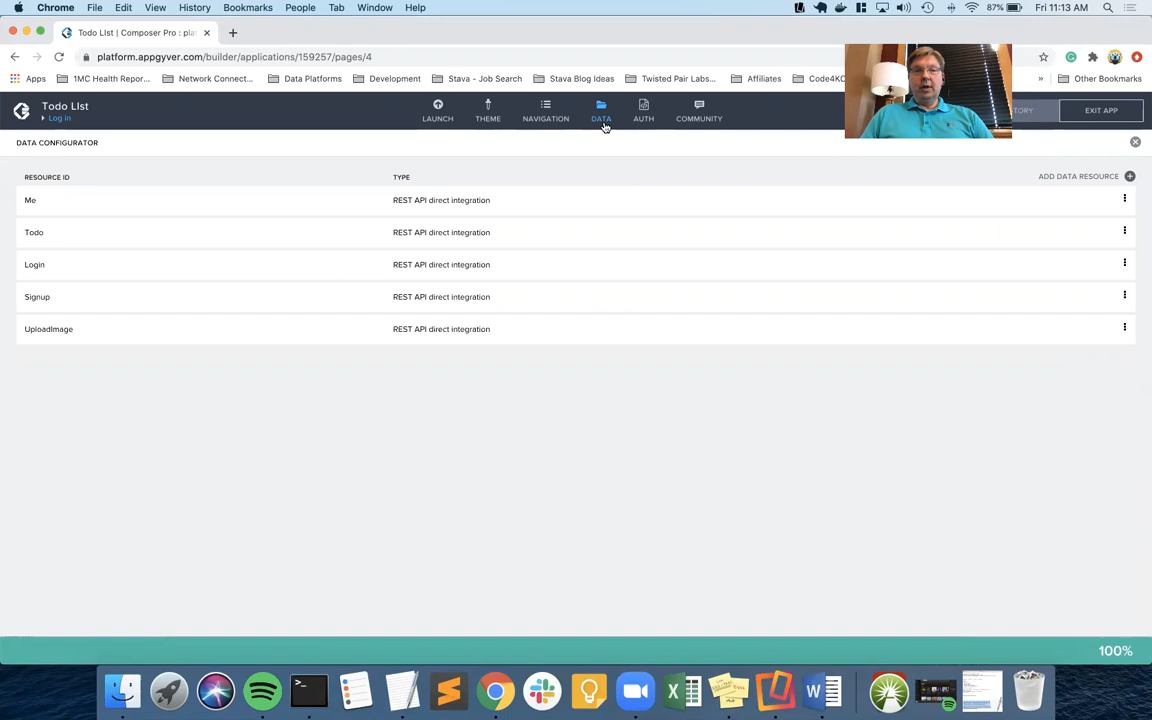 Chrome File Edit View History Bookmarks People Tab Window Help 87% Fri 11:13 AM
Todo LIst | Composer Pro : pla
platform.appgyver.com/builder/applications/159257/pages/4
Apps 1MC Health Repor... Network Connect... Data Platforms Development Stava - Job Search Stava Blog Ideas Twisted Pair Labs... Affiliates Code4KC » Other Bookmarks
Todo LIst
Log in
LAUNCH THEME NAVIGATION DATA AUTH COMMUNITY EXIT APP
DATA CONFIGURATOR
RESOURCE ID TYPE ADD DATA RESOURCE
Me REST API direct integration
Todo REST API direct integration
Login REST API direct integration
Signup REST API direct integration
UploadImage REST API direct integration
100%